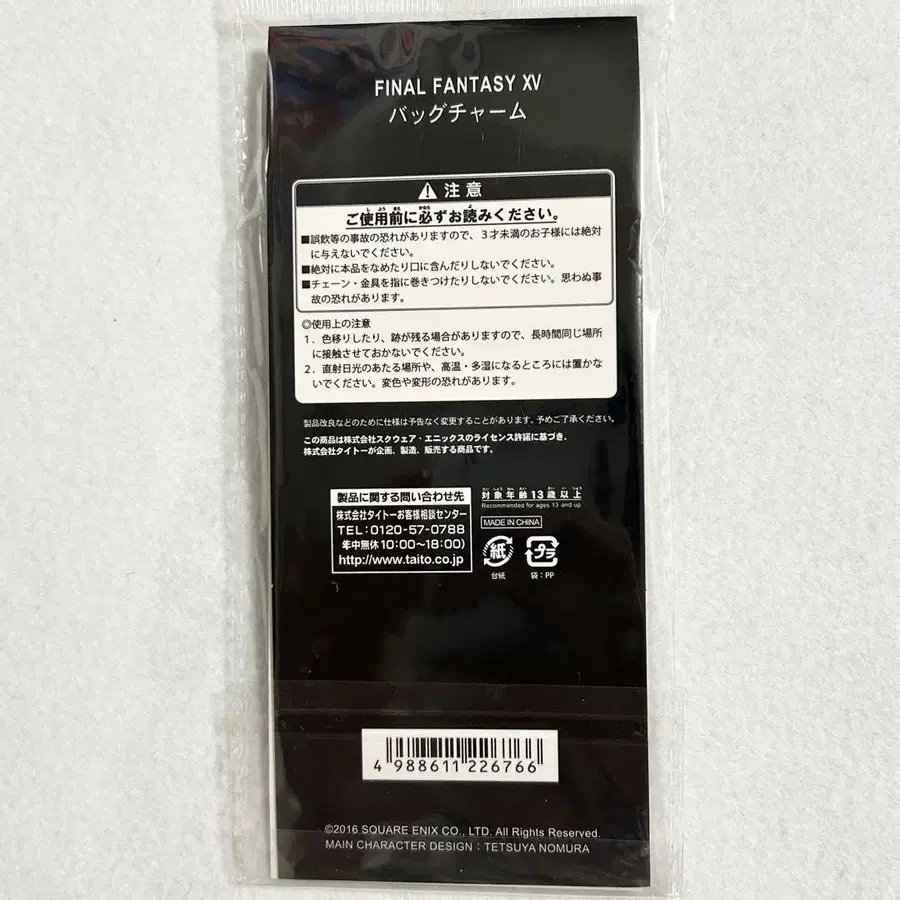 FINAL FANTASY XV
バッグチャーム
注意
ご使用前に必ずお読みください。
■誤飲等の事故の恐れがありますので、３才未満のお子様には絶対
に与えないでください。
■絶対に本品をなめたり口に含んだりしないでください。
■チェーン・金具を指に巻きつけたりしないでください。思わぬ事
故の恐れがあります。
◎使用上の注意
１．色移りしたり、跡が残る場合がありますので、長時間同じ場所
に接触させておかないでください。
２．直射日光のあたる場所や、高温・多湿になるところには置かな
いでください。変色や変形の恐れがあります。
製品改良などのために仕様は予告なく変更することがあります。予めご了承ください。
この商品は株式会社スクウェア・エニックスのライセンス許諾に基づき、
株式会社タイトーが企画、製造、販売する商品です。
製品に関する問い合わせ先
株式会社タイトーお客様相談センター
TEL:0120-57-0788
年中無休10:00～18:00)
http://www.taito.co.jp
対象年齢13歳以上
Recommended for ages 13 and up
MADE IN CHINA
紙
プラ
台紙
袋：PP
4 988611 226766
©2016 SQUARE ENIX CO., LTD. All Rights Reserved.
MAIN CHARACTER DESIGN : TETSUYA NOMURA